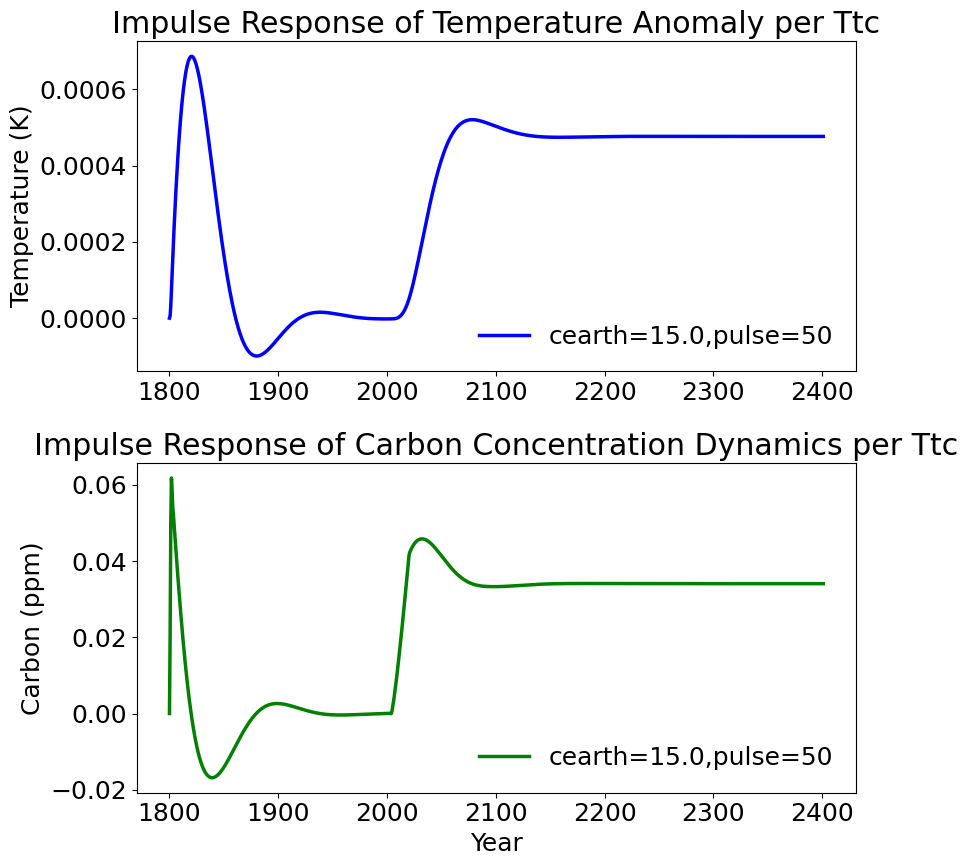 Impulse Response of Temperature Anomaly per Ttc
Temperature (K)
0.0006
0.0004
0.0002
0.0000
cearth=15.0,pulse=50
1800 1900 2000 2100 2200 2300 2400
Impulse Response of Carbon Concentration Dynamics per Ttc
Carbon (ppm)
0.06
0.04
0.02
0.00
−0.02
cearth=15.0,pulse=50
1800 1900 2000 2100 2200 2300 2400
Year